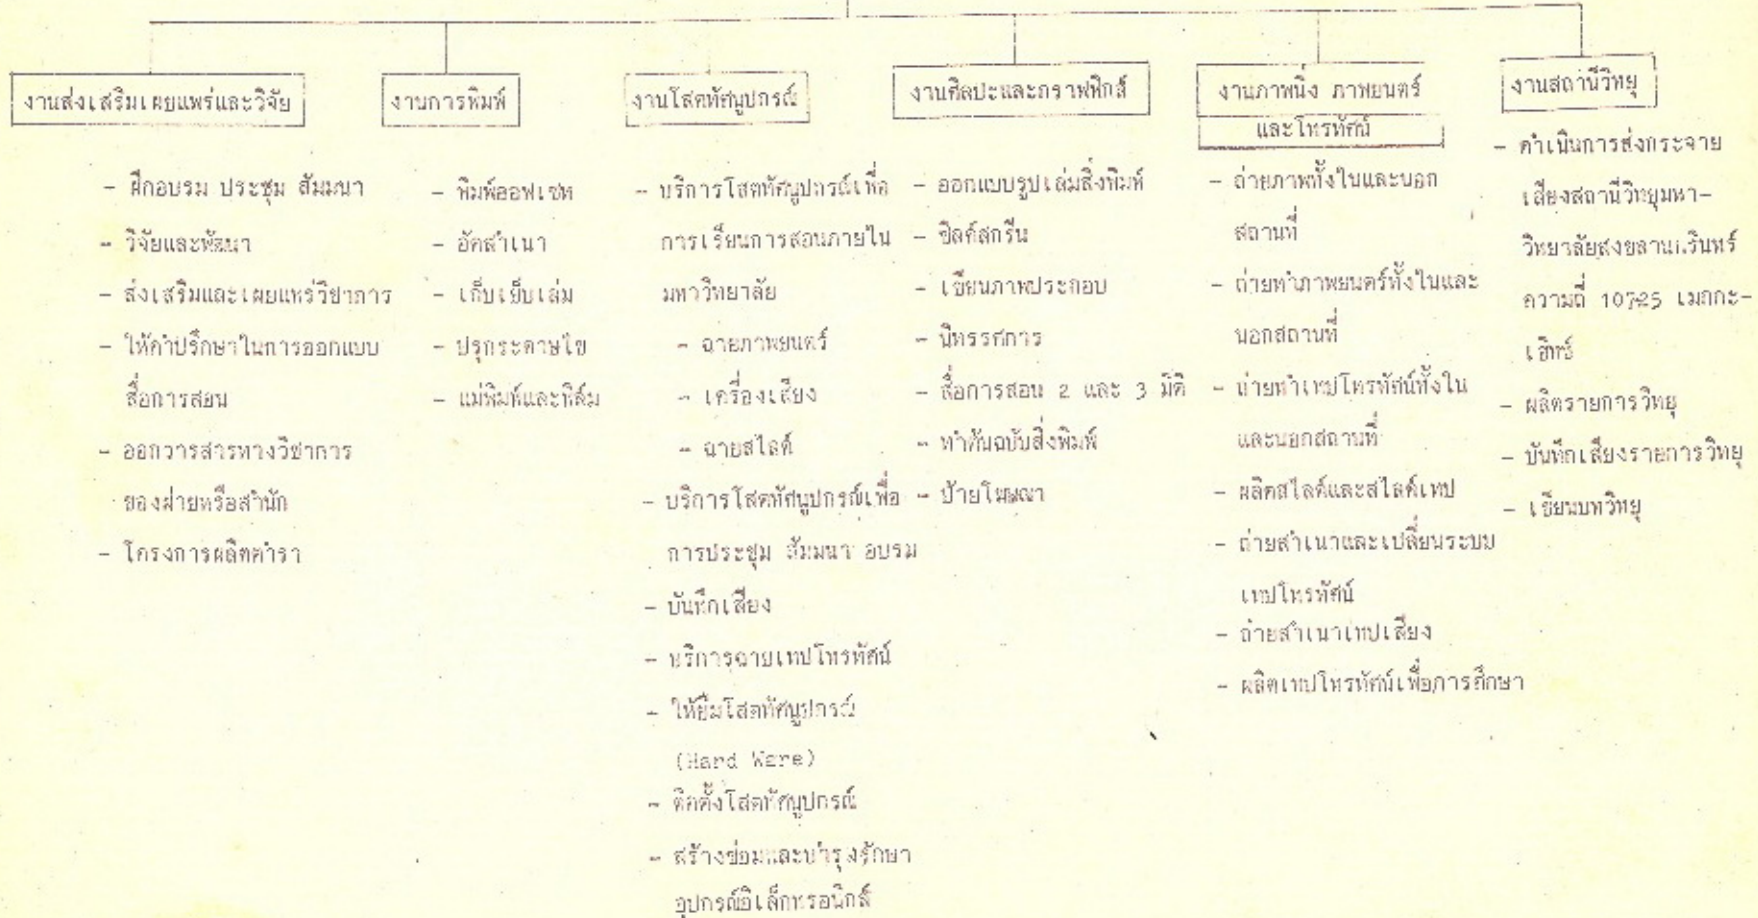 งานส่งเสริมเผยแพร่และวิจัย
- ฝึกอบรม ประชุม สัมมนา
- วิจัยและพัฒนา
- ส่งเสริมและเผยแพร่วิชาการ
- ให้คำปรึกษาในการออกแบบ
สื่อการสอน
- ออกวารสารทางวิชาการ
ของฝ่ายหรือสำนัก
- โครงการผลิตตำรา
งานการพิมพ์
- พิมพ์ออฟเซท
- อัดสำเนา
- เก็บเย็บเล่ม
- ปรุกระดาษไข
- แม่พิมพ์และฟิล์ม
งานโสตทัศนูปกรณ์
- บริการโสตทัศนูปกรณ์เพื่อ
การเรียนการสอนภายใน
มหาวิทยาลัย
- ฉายภาพยนตร์
- เครื่องเสียง
- ฉายสไลด์
- บริการโสตทัศนูปกรณ์เพื่อ
การประชุม สัมมนา อบรม
- บันทึกเสียง
- บริการฉายเทปโทรทัศน์
- ให้ยืมโสตทัศนูปกรณ์
(Hard Ware)
- ติดตั้งโสตทัศนูปกรณ์
- สร้างซ่อมและบำรุงรักษา
อุปกรณ์อิเล็กทรอนิกส์
งานศิลปะและกราฟฟิกส์
- ออกแบบรูปเล่มสิ่งพิมพ์
- ซิลค์สกรีน
- เขียนภาพประกอบ
- นิทรรศการ
- สื่อการสอน 2 และ 3 มิติ
- ทำต้นฉบับสิ่งพิมพ์
- ป้ายโฆษณา
งานภาพนิ่ง ภาพยนตร์
และโทรทัศน์
- ถ่ายภาพทั้งในและนอก
สถานที่
- ถ่ายทำภาพยนตร์ทั้งในและ
นอกสถานที่
- ถ่ายทำเทปโทรทัศน์ทั้งใน
และนอกสถานที่
- ผลิตสไลด์และสไลด์เทป
- ถ่ายสำเนาและเปลี่ยนระบบ
เทปโทรทัศน์
- ถ่ายสำเนาเทปเสียง
- ผลิตเทปโทรทัศน์เพื่อการศึกษา
งานสถานีวิทยุ
- ดำเนินการส่งกระจาย
เสียงสถานีวิทยุมหา-
วิทยาลัยสงขลานครินทร์
ความถี่ 107.25 เมกกะ-
เฮิทร์
- ผลิตรายการวิทยุ
- บันทึกเสียงรายการวิทยุ
- เขียนบทวิทยุ